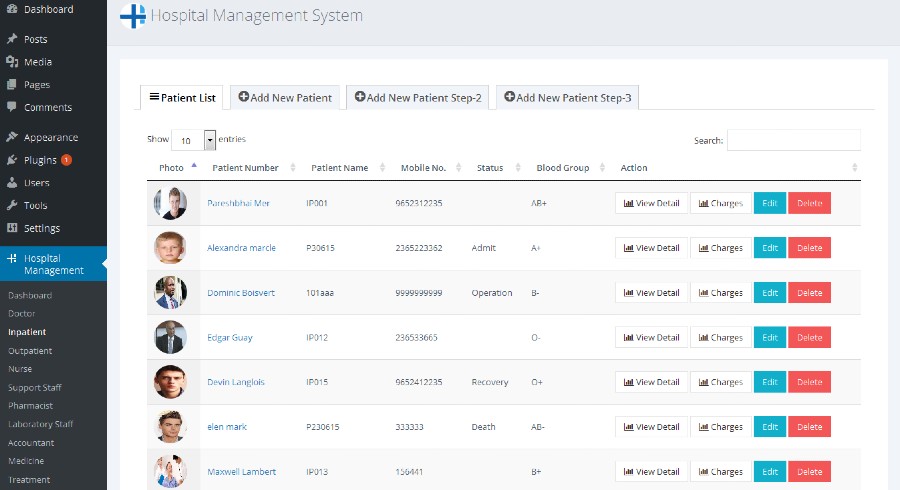 Dashboard
Posts
Media
Pages
Comments
Appearance
Plugins 1
Users
Tools
Settings
Hospital
Management
Dashboard
Doctor
Inpatient
Outpatient
Nurse
Support Staff
Pharmacist
Laboratory Staff
Accountant
Medicine
Treatment
Hospital Management System
Patient List Add New Patient Add New Patient Step-2 Add New Patient Step-3
Show 10 entries Search:
Photo Patient Number Patient Name Mobile No. Status Blood Group Action
Pareshbhai Mer IP001 9652312235 AB+ View Detail Charges Edit Delete
Alexandra marcle P30615 2365223362 Admit A+ View Detail Charges Edit Delete
Dominic Boisvert 101aaa 9999999999 Operation B- View Detail Charges Edit Delete
Edgar Guay IP012 236533665 O- View Detail Charges Edit Delete
Devin Langlois IP015 9652412235 Recovery O+ View Detail Charges Edit Delete
elen mark P230615 333333 Death AB- View Detail Charges Edit Delete
Maxwell Lambert IP013 156441 B+ View Detail Charges Edit Delete